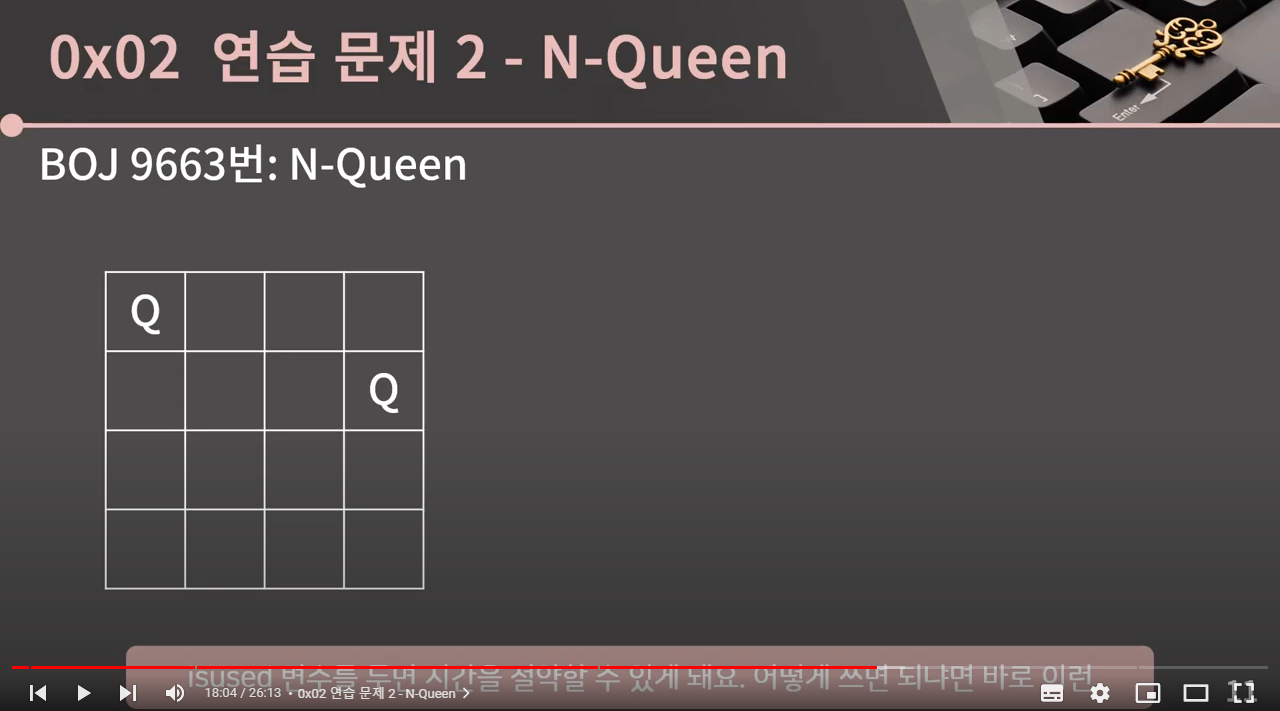 0x02 연습 문제 2 - N-Queen
Enter
BOJ 9663번: N-Queen
Q
Q
isused 변수를 두면 시간을 절약할 수 있게 돼요. 어떻게 쓰면 되냐면 바로 이런
18:04 / 26:13 • 0x02 연습 문제 2 - N-Queen
11